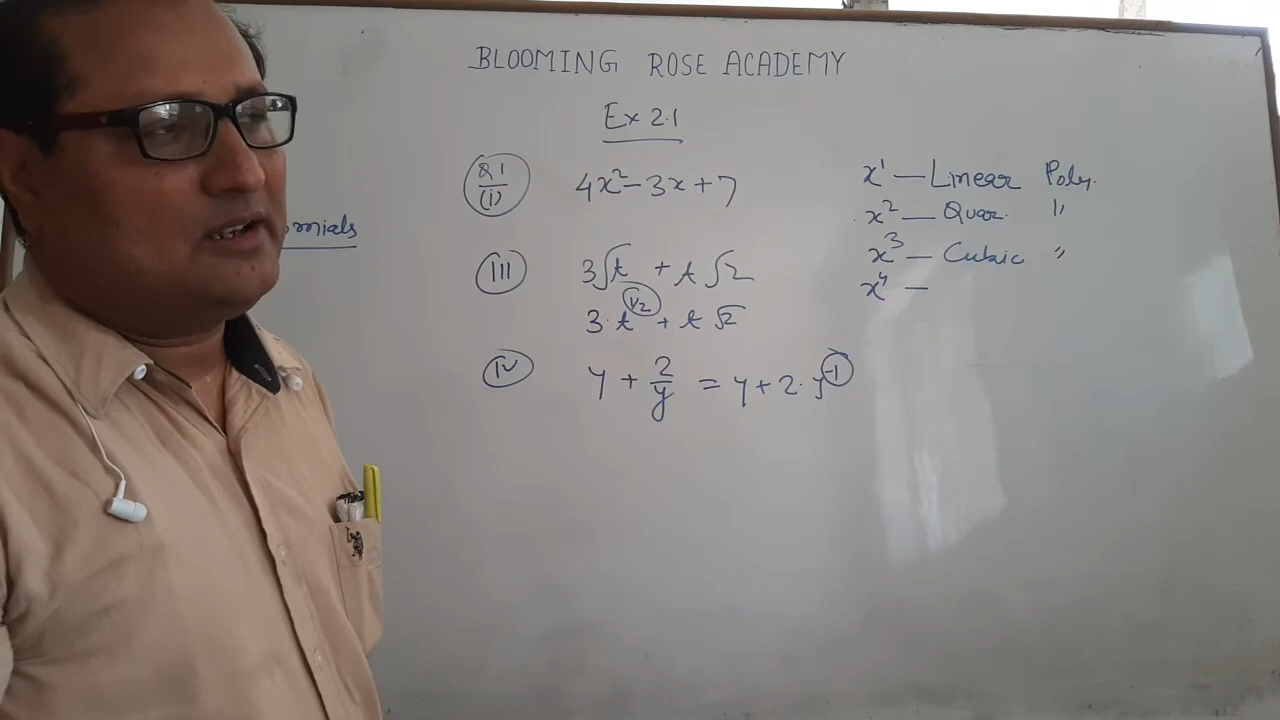 BLOOMING ROSE ACADEMY
Ex 2.1
Q1/(i) 4x² - 3x + 7
omials
(III) 3√t + t√2
3·t^1/2 + t√2
(IV) y + 2/y = y + 2·y^-1
x¹ — Linear Poly.
x² — Quar. "
x³ — Cubic "
x⁴ —